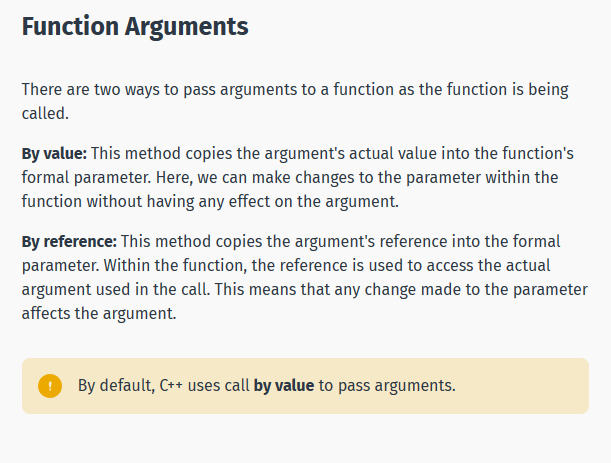 Function Arguments
There are two ways to pass arguments to a function as the function is being
called.
By value: This method copies the argument's actual value into the function's
formal parameter. Here, we can make changes to the parameter within the
function without having any effect on the argument.
By reference: This method copies the argument's reference into the formal
parameter. Within the function, the reference is used to access the actual
argument used in the call. This means that any change made to the parameter
affects the argument.
! By default, C++ uses call by value to pass arguments.